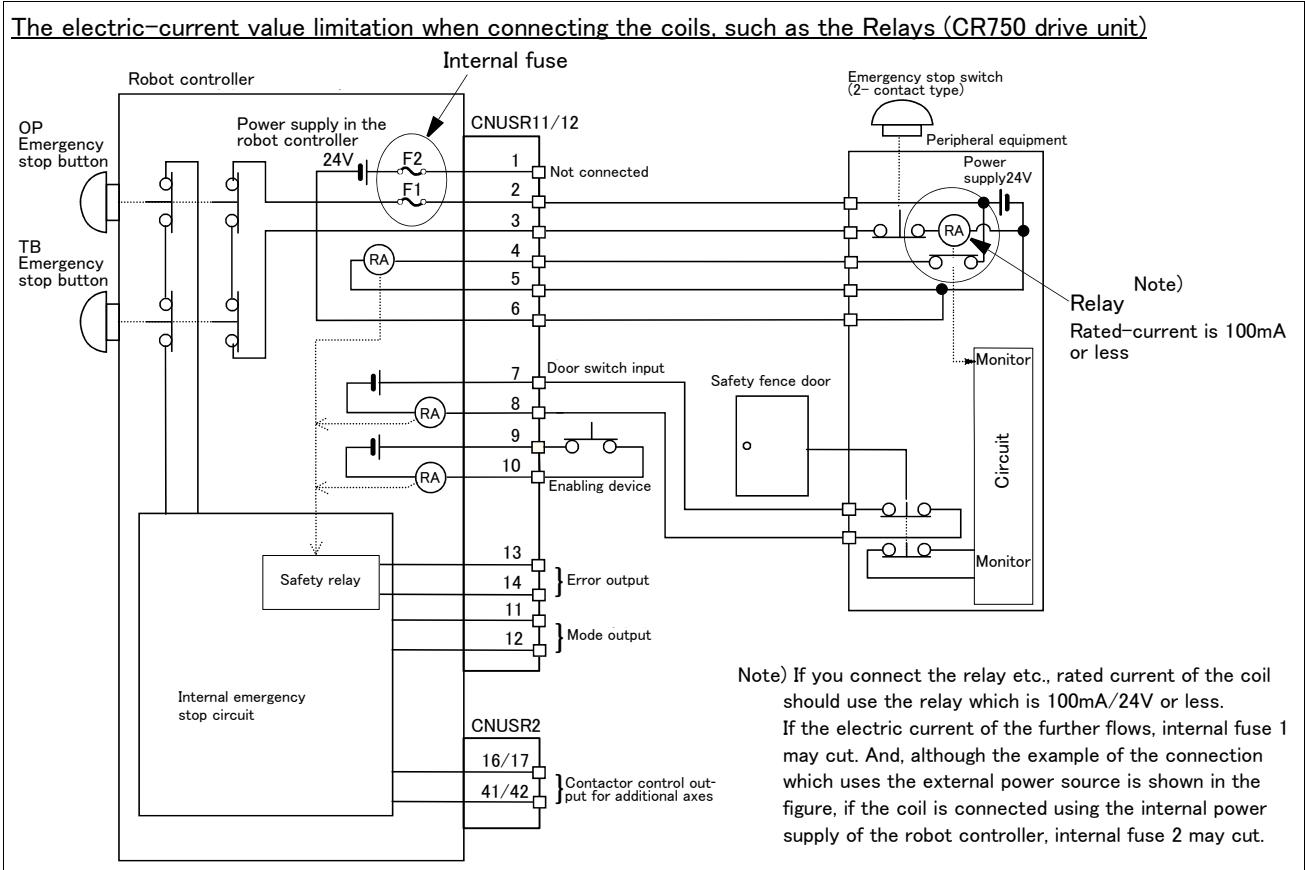 The electric-current value limitation when connecting the coils, such as the Relays (CR750 drive unit)
Internal fuse
Robot controller
OP
Emergency
stop button
TB
Emergency
stop button
Power supply in the
robot controller
24V
F2
F1
CNUSR11/12
1
Not connected
2
3
RA
4
5
6
7
Door switch input
RA
8
9
RA
10
Enabling device
Safety relay
13
14
Error output
11
12
Mode output
Internal emergency
stop circuit
CNUSR2
16/17
41/42
Contactor control out-
put for additional axes
Emergency stop switch
(2- contact type)
Peripheral equipment
Power
supply24V
RA
Note)
Relay
Rated-current is 100mA
or less
Monitor
Safety fence door
Circuit
Monitor
Note) If you connect the relay etc., rated current of the coil
should use the relay which is 100mA/24V or less.
If the electric current of the further flows, internal fuse 1
may cut. And, although the example of the connection
which uses the external power source is shown in the
figure, if the coil is connected using the internal power
supply of the robot controller, internal fuse 2 may cut.